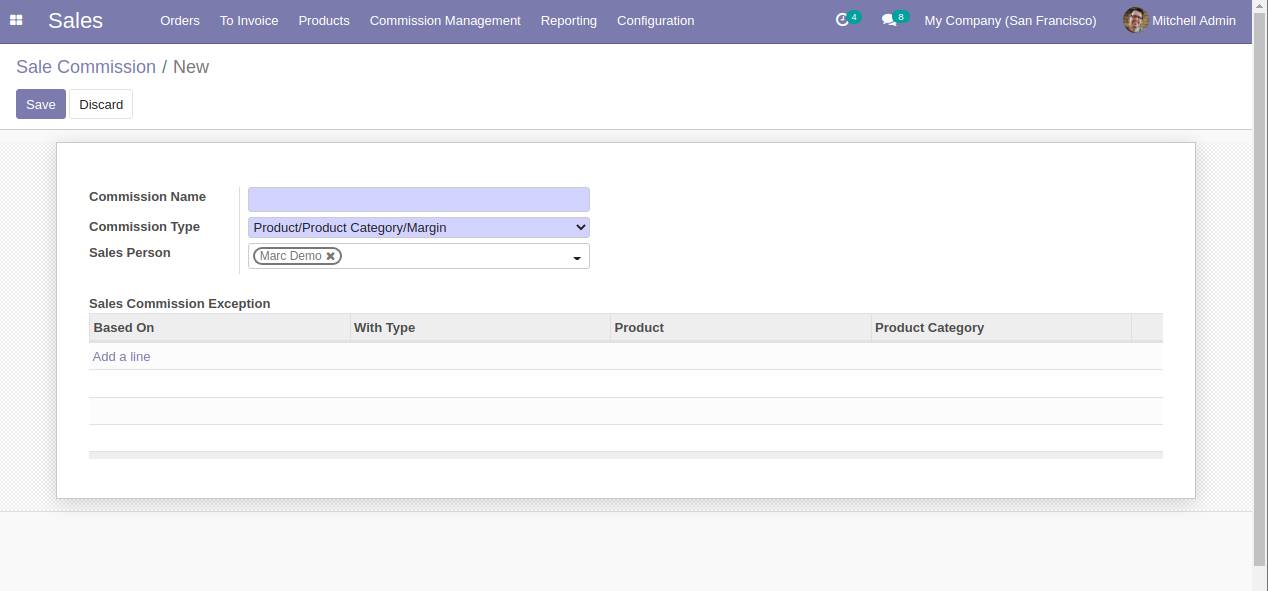 Sales Orders To Invoice Products Commission Management Reporting Configuration 4 8 My Company (San Francisco) Mitchell Admin
Sale Commission / New
Save Discard
Commission Name
Commission Type Product/Product Category/Margin
Sales Person Marc Demo ✖
Sales Commission Exception
Based On With Type Product Product Category
Add a line